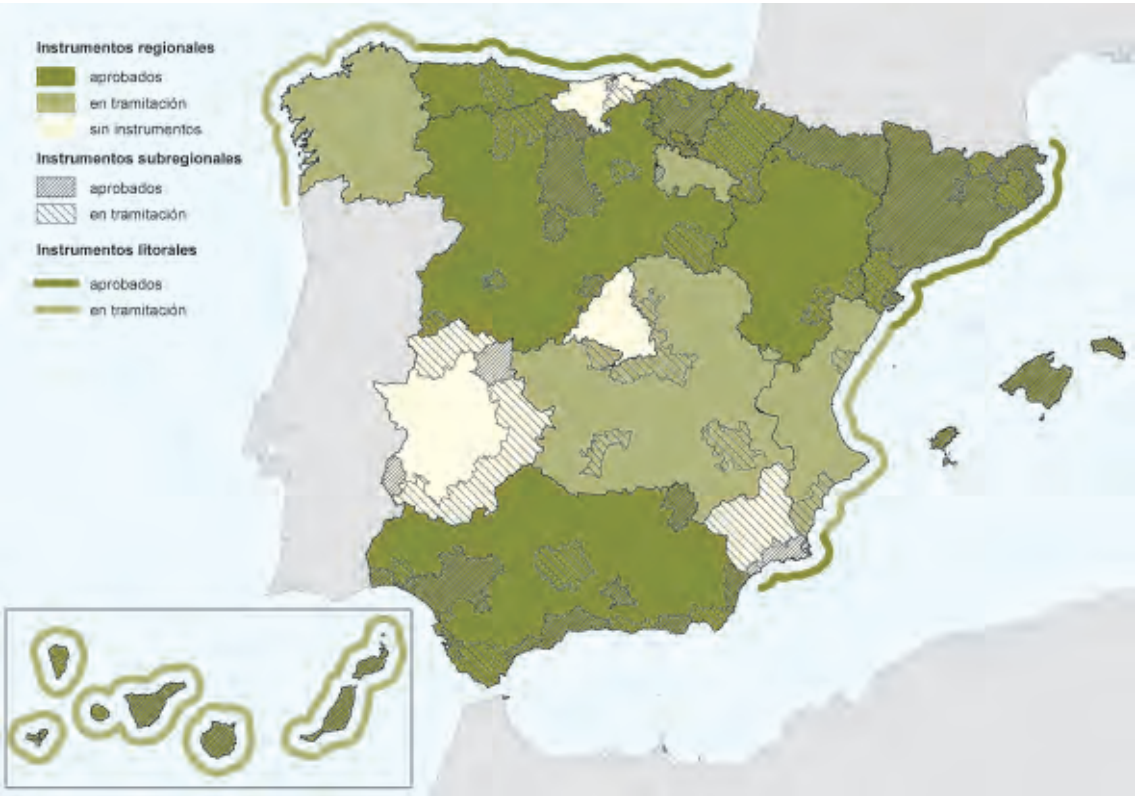 Instrumentos regionales
aprobados
en tramitación
sin instrumentos
Instrumentos subregionales
aprobados
en tramitación
Instrumentos litorales
aprobados
en tramitación